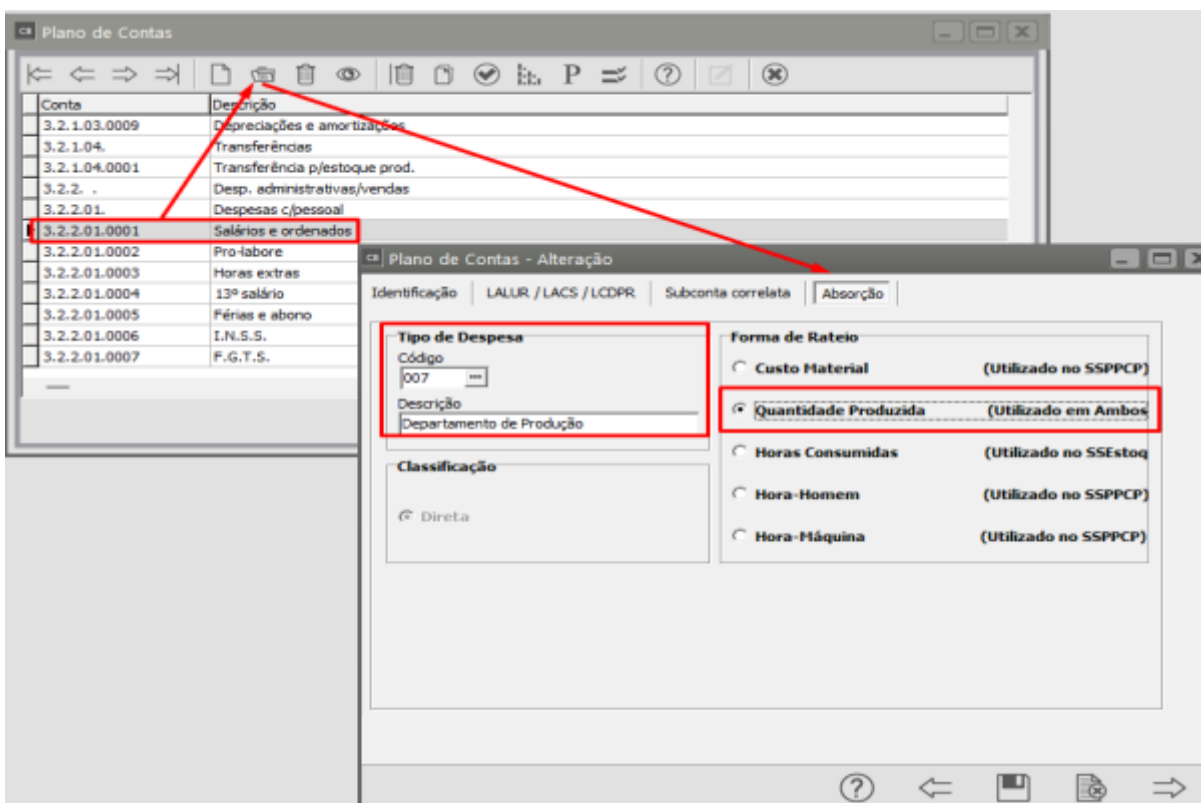 Plano de Contas
P
Conta Descrição
3.2.1.03.0009 Depreciações e amortizações
3.2.1.04. Transferências
3.2.1.04.0001 Transferência p/estoque prod.
3.2.2. . Desp. administrativas/vendas
3.2.2.01. Despesas c/pessoal
3.2.2.01.0001 Salários e ordenados
3.2.2.01.0002 Pro-labore
3.2.2.01.0003 Horas extras
3.2.2.01.0004 13º salário
3.2.2.01.0005 Férias e abono
3.2.2.01.0006 I.N.S.S.
3.2.2.01.0007 F.G.T.S.
Plano de Contas - Alteração
Identificação LALUR / LACS / LCDPR Subconta correlata Absorção
Tipo de Despesa
Código
007
Descrição
Departamento de Produção
Classificação
Direta
Forma de Rateio
Custo Material (Utilizado no SSPPCP)
Quantidade Produzida (Utilizado em Ambos
Horas Consumidas (Utilizado no SSEstoq
Hora-Homem (Utilizado no SSPPCP)
Hora-Máquina (Utilizado no SSPPCP)